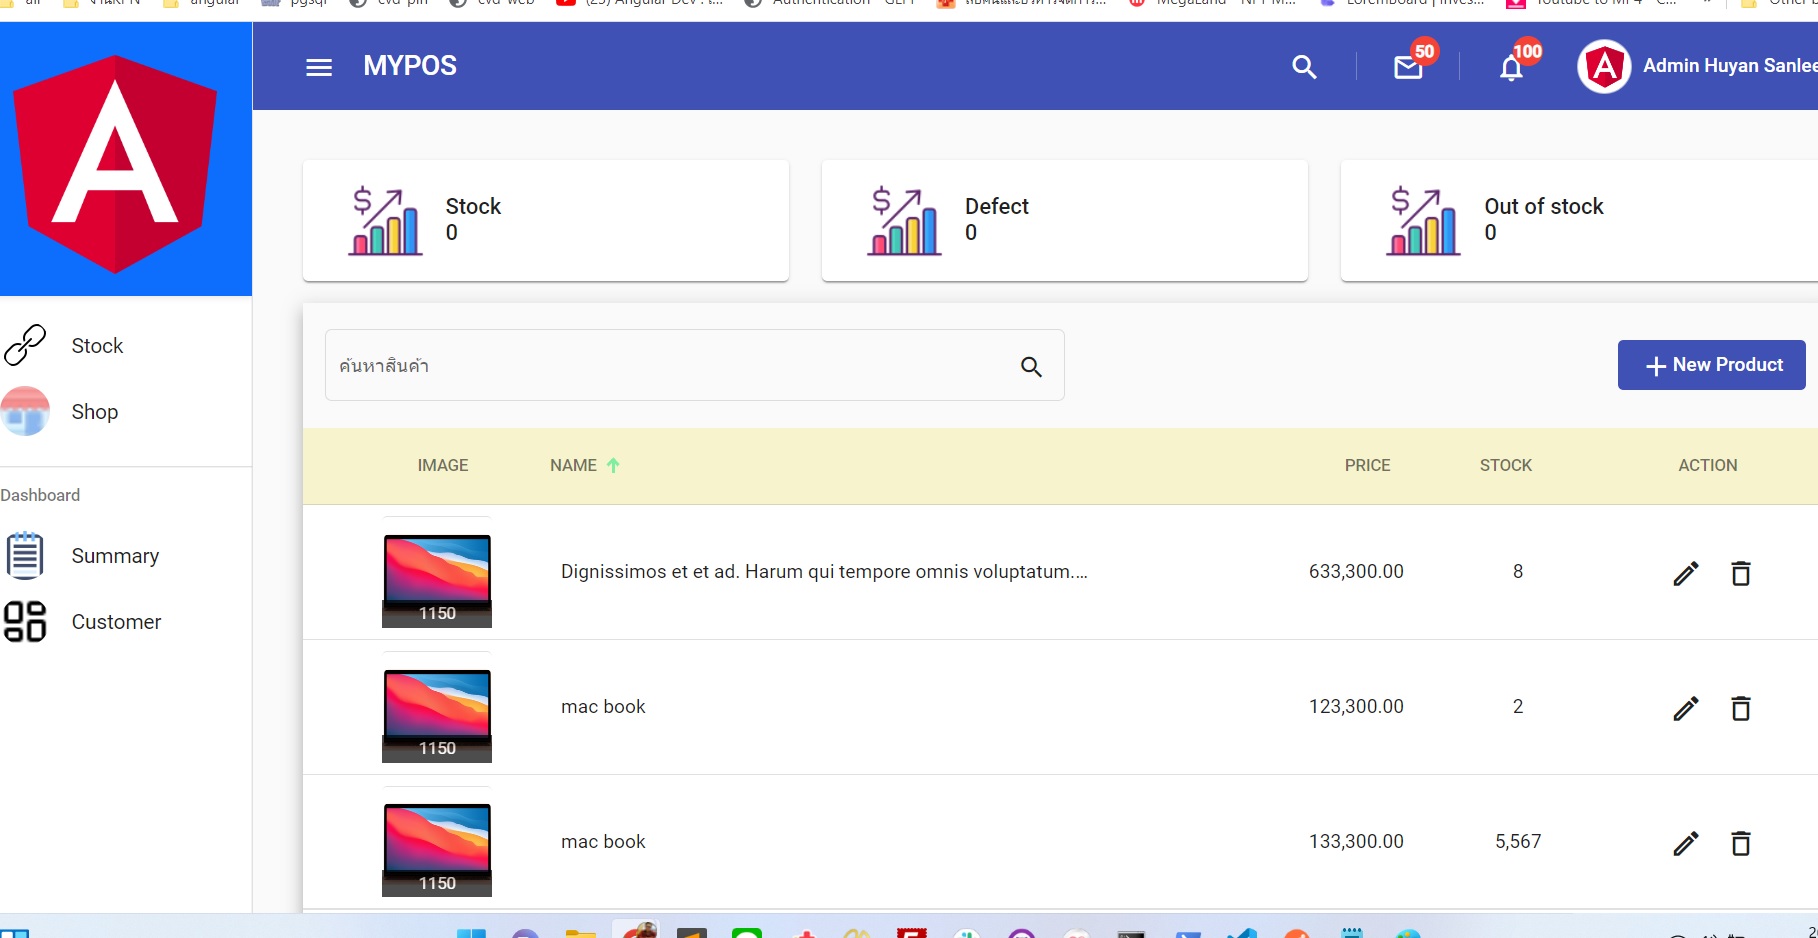 angular
pgsql
MYPOS
50
100
Admin Huyan Sanlee
Stock
0
Defect
0
Out of stock
0
Stock
Shop
Dashboard
Summary
Customer
ค้นหาสินค้า
New Product
IMAGE NAME PRICE STOCK ACTION
1150 Dignissimos et et ad. Harum qui tempore omnis voluptatum.... 633,300.00 8
1150 mac book 123,300.00 2
1150 mac book 133,300.00 5,567